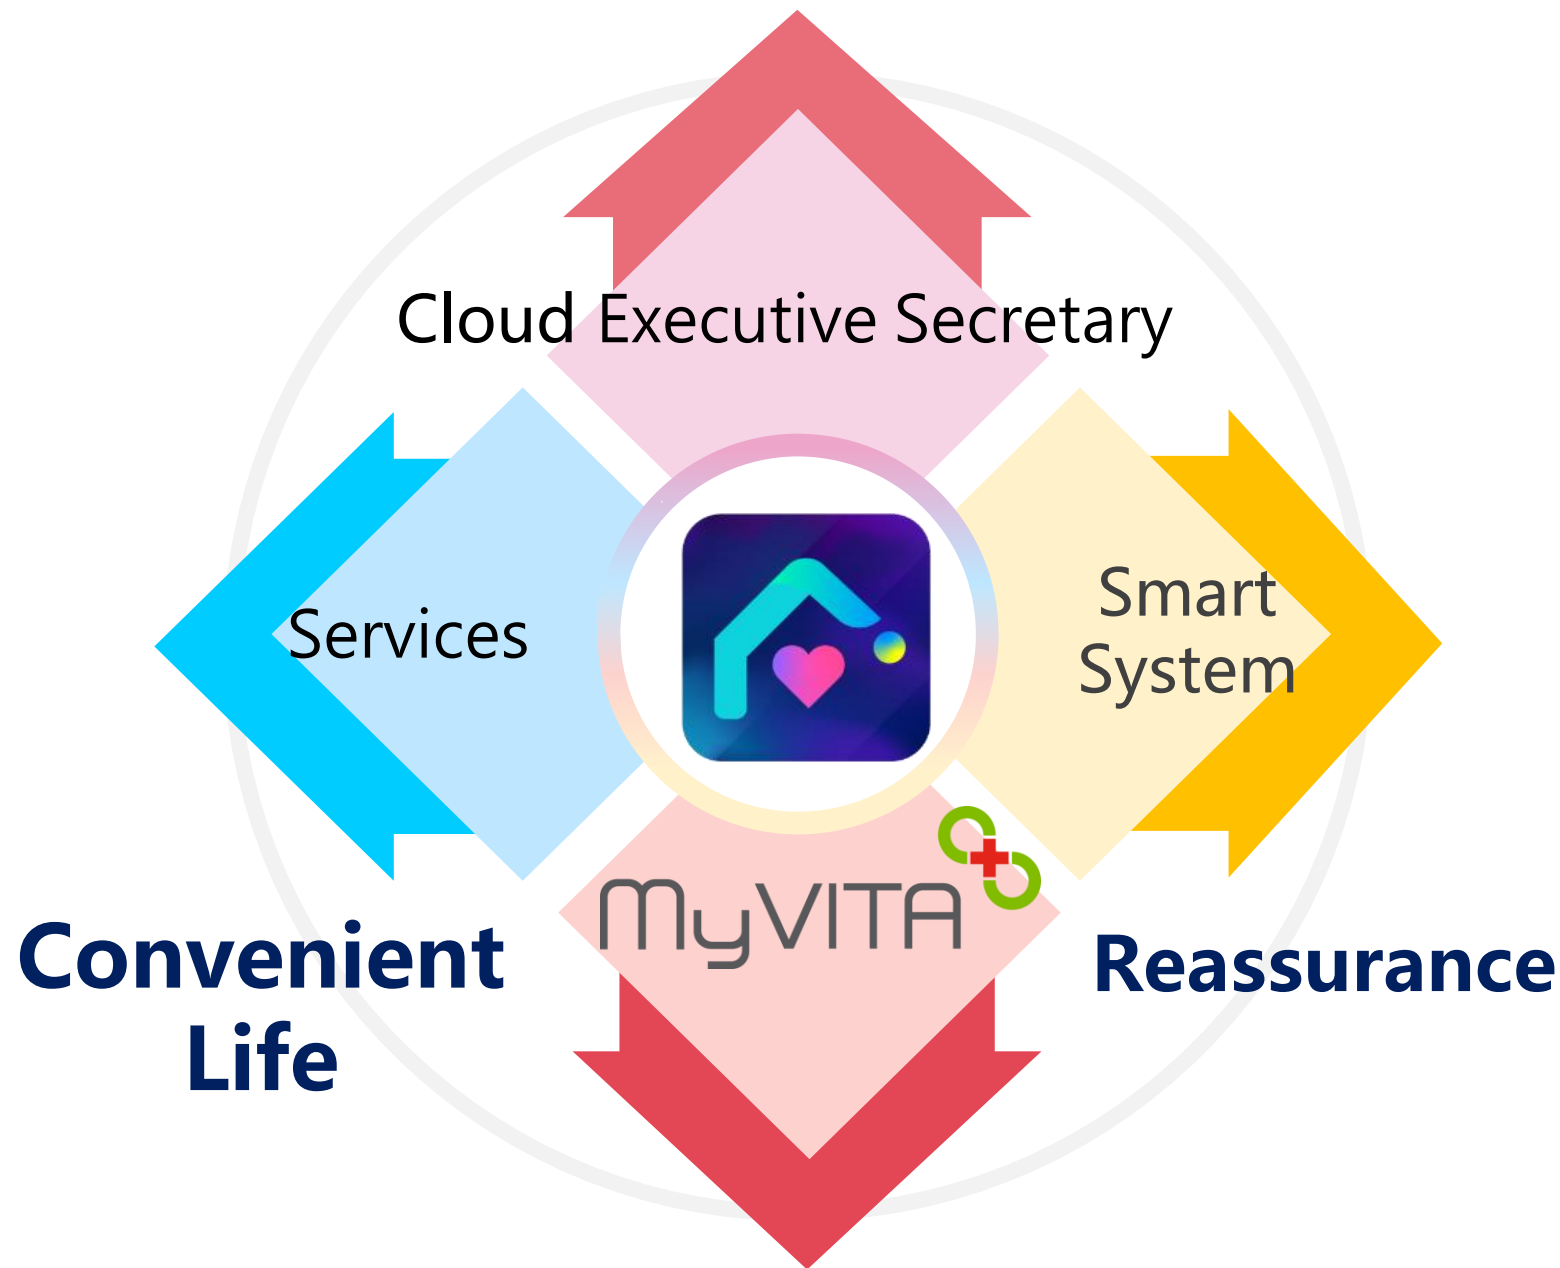 Cloud Executive Secretary
Services
Smart
System
MyVITA
Convenient
Life
Reassurance